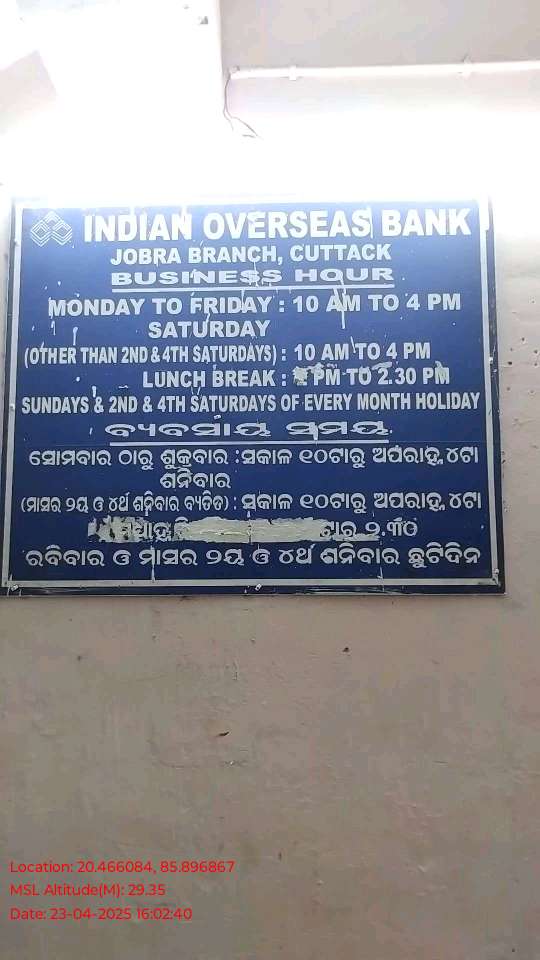 INDIAN OVERSEAS BANK
JOBRA BRANCH, CUTTACK
BUSINESS HOUR
MONDAY TO FRIDAY : 10 AM TO 4 PM
SATURDAY
(OTHER THAN 2ND & 4TH SATURDAYS) : 10 AM TO 4 PM
LUNCH BREAK : PM TO 2.30 PM
SUNDAYS & 2ND & 4TH SATURDAYS OF EVERY MONTH HOLIDAY
ବ୍ୟବସାୟ ସମୟ
ସୋମବାର ଠାରୁ ଶୁକ୍ରବାର : ସକାଳ ୧୦ଟାରୁ ଅପରାହ୍ନ ୪ଟା
ଶନିବାର
(ମାସର ୨ୟ ଓ ୪ର୍ଥ ଶନିବାର ବ୍ୟତିତ) : ସକାଳ ୧୦ଟାରୁ ଅପରାହ୍ନ ୪ଟା
୨.୩୦
ରବିବାର ଓ ମାସର ୨ୟ ଓ ୪ର୍ଥ ଶନିବାର ଛୁଟିଦିନ
Location: 20.466084, 85.896867
MSL Altitude(M): 29.35
Date: 23-04-2025 16:02:40